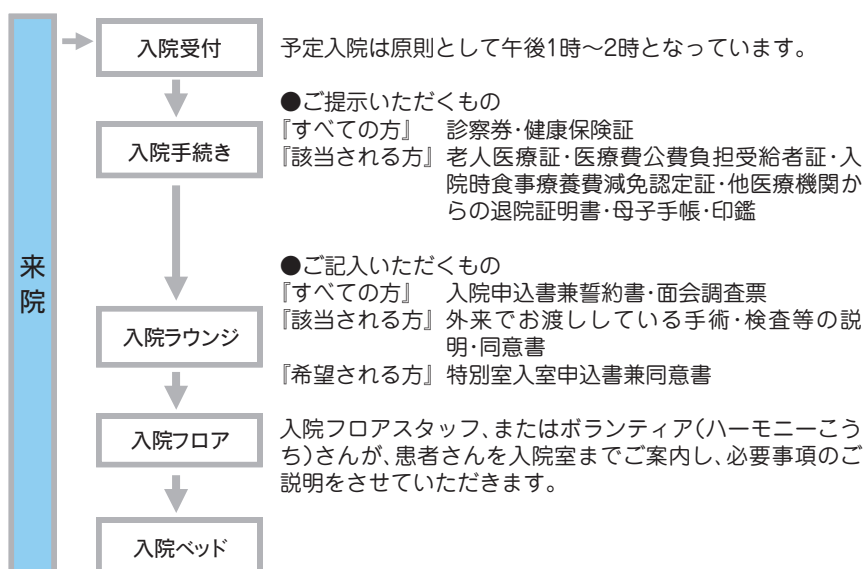 来院
入院受付
予定入院は原則として午後1時～2時となっています。
●ご提示いただくもの
『すべての方』 診察券・健康保険証
入院手続き
『該当される方』 老人医療証・医療費公費負担受給者証・入
院時食事療養費減免認定証・他医療機関か
らの退院証明書・母子手帳・印鑑
●ご記入いただくもの
『すべての方』 入院申込書兼誓約書・面会調査票
入院ラウンジ
『該当される方』 外来でお渡ししている手術・検査等の説
明・同意書
『希望される方』 特別室入室申込書兼同意書
入院フロア
入院フロアスタッフ、またはボランティア(ハーモニーこう
ち)さんが、患者さんを入院室までご案内し、必要事項のご
説明をさせていただきます。
入院ベッド